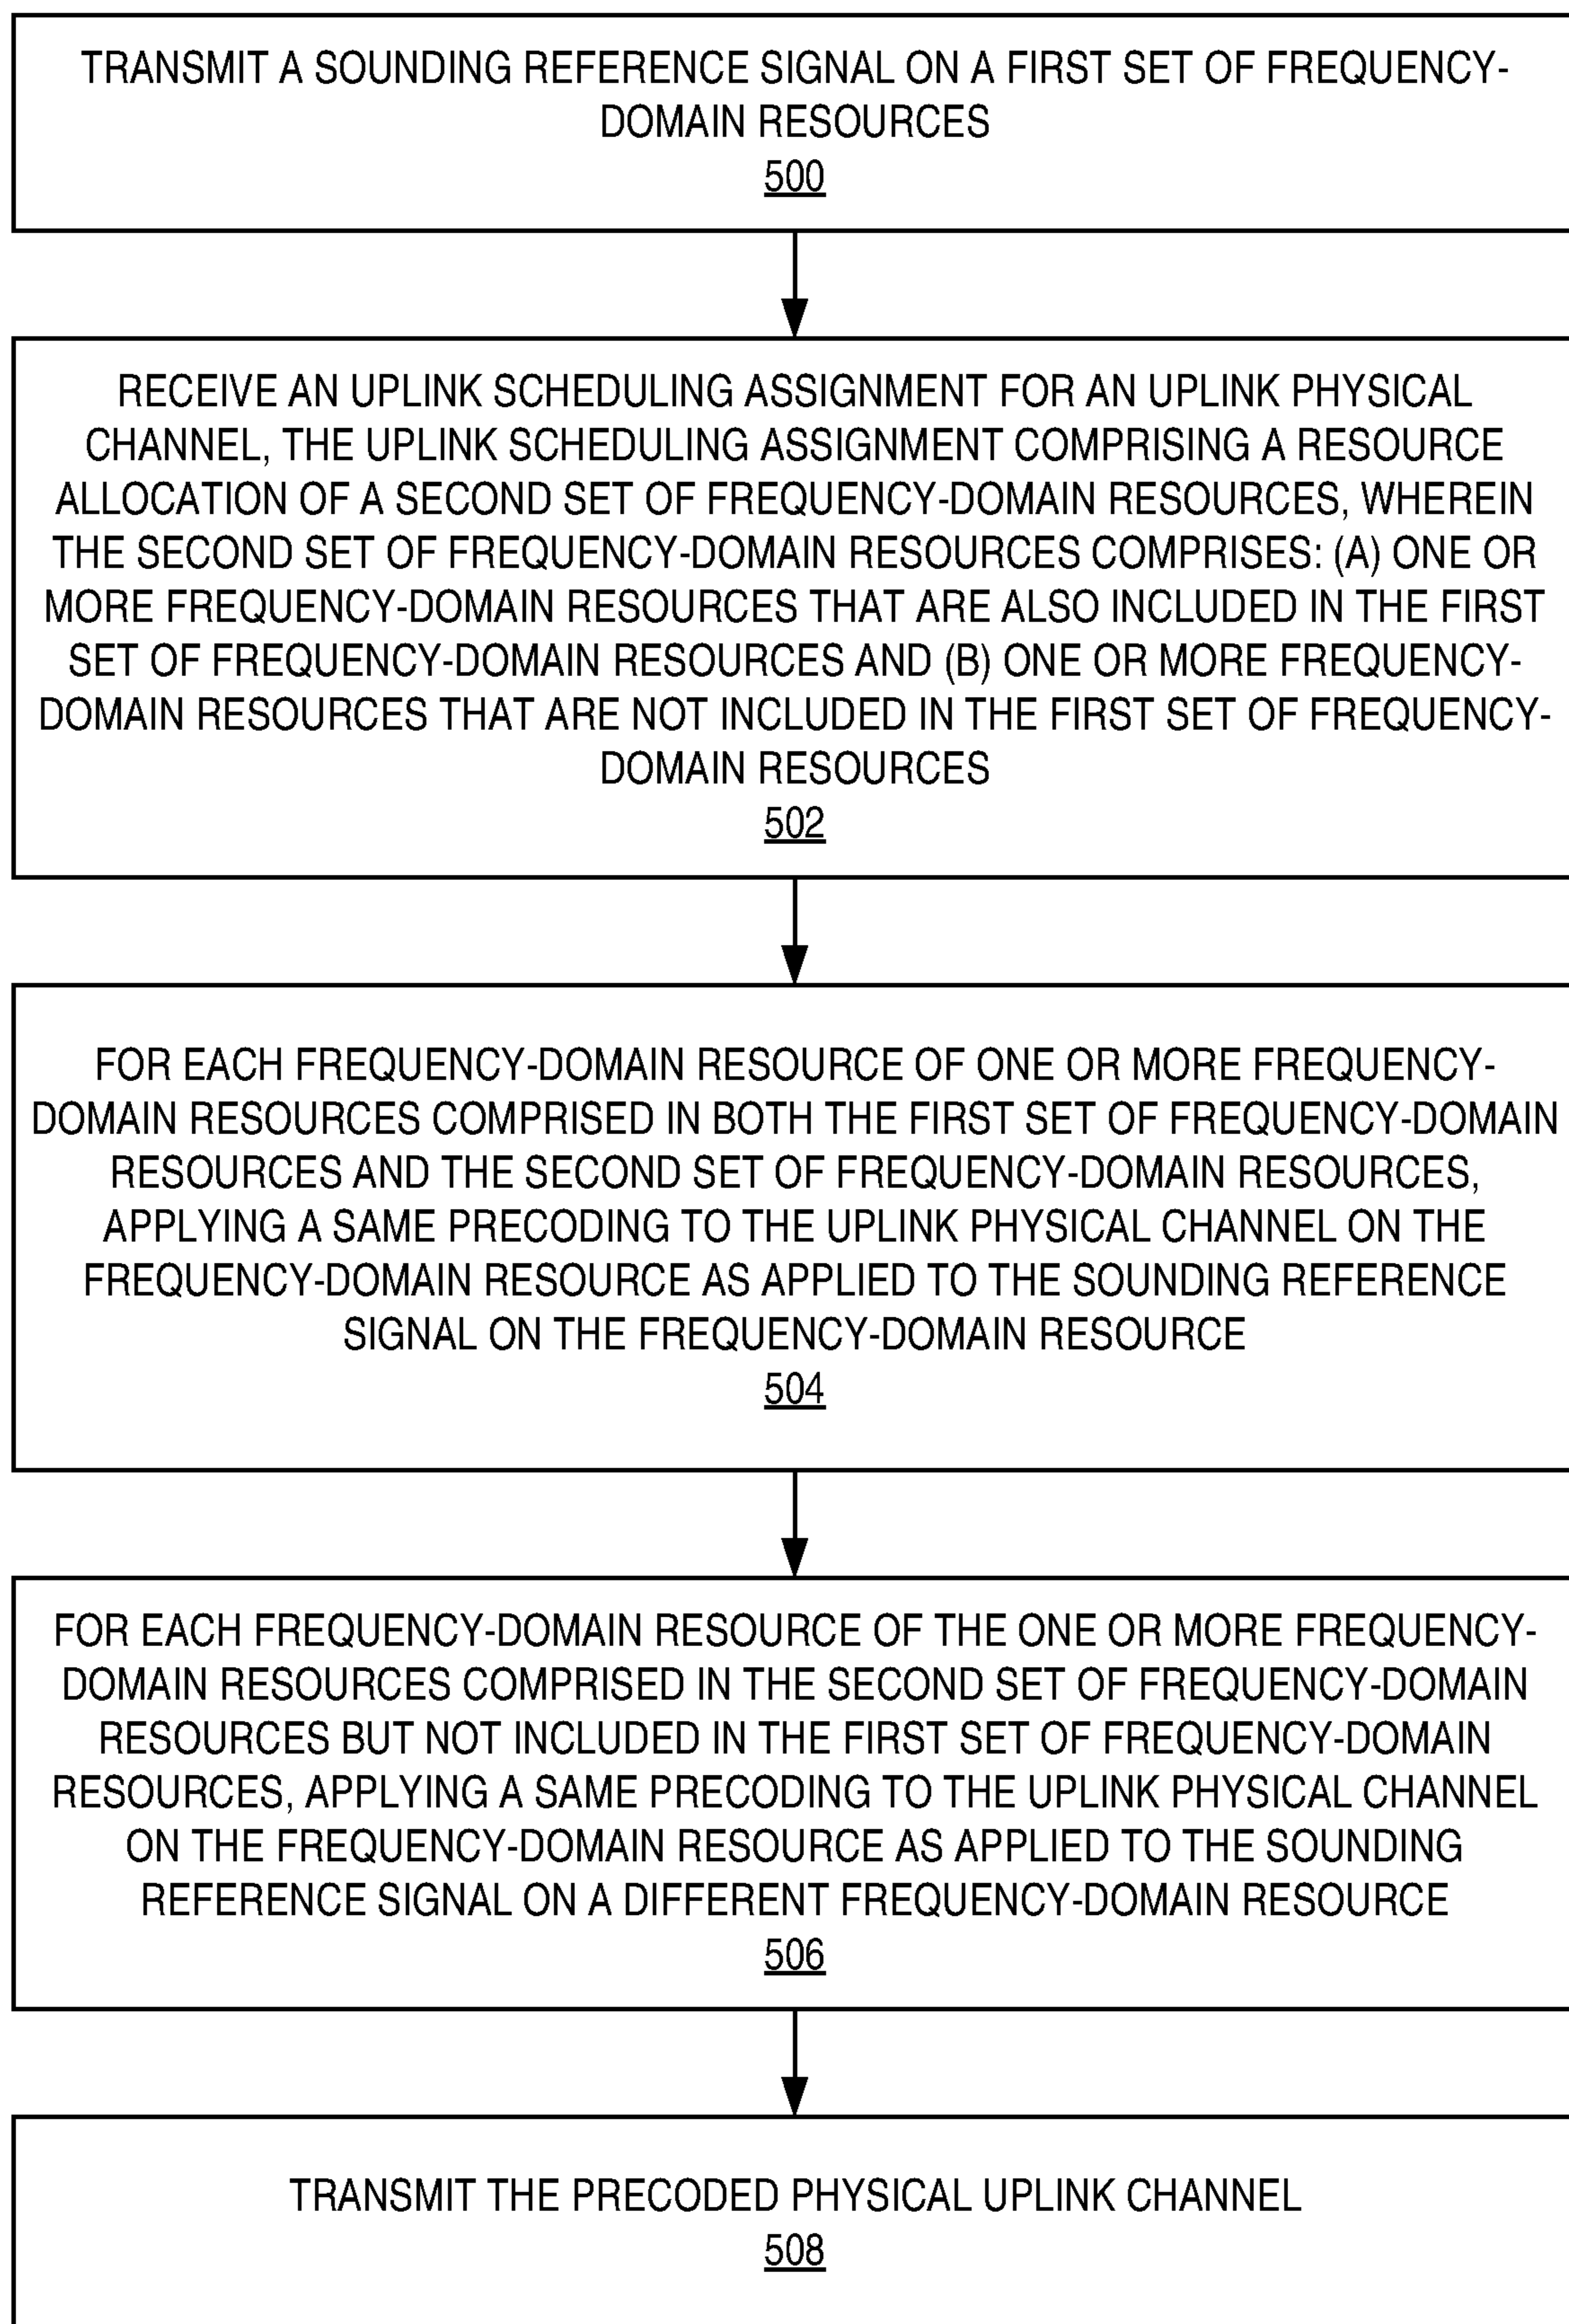 TRANSMIT A SOUNDING REFERENCE SIGNAL ON A FIRST SET OF FREQUENCY-
DOMAIN RESOURCES
500
RECEIVE AN UPLINK SCHEDULING ASSIGNMENT FOR AN UPLINK PHYSICAL
CHANNEL, THE UPLINK SCHEDULING ASSIGNMENT COMPRISING A RESOURCE
ALLOCATION OF A SECOND SET OF FREQUENCY-DOMAIN RESOURCES, WHEREIN
THE SECOND SET OF FREQUENCY-DOMAIN RESOURCES COMPRISES: (A) ONE OR
MORE FREQUENCY-DOMAIN RESOURCES THAT ARE ALSO INCLUDED IN THE FIRST
SET OF FREQUENCY-DOMAIN RESOURCES AND (B) ONE OR MORE FREQUENCY-
DOMAIN RESOURCES THAT ARE NOT INCLUDED IN THE FIRST SET OF FREQUENCY-
DOMAIN RESOURCES
502
FOR EACH FREQUENCY-DOMAIN RESOURCE OF ONE OR MORE FREQUENCY-
DOMAIN RESOURCES COMPRISED IN BOTH THE FIRST SET OF FREQUENCY-DOMAIN
RESOURCES AND THE SECOND SET OF FREQUENCY-DOMAIN RESOURCES,
APPLYING A SAME PRECODING TO THE UPLINK PHYSICAL CHANNEL ON THE
FREQUENCY-DOMAIN RESOURCE AS APPLIED TO THE SOUNDING REFERENCE
SIGNAL ON THE FREQUENCY-DOMAIN RESOURCE
504
FOR EACH FREQUENCY-DOMAIN RESOURCE OF THE ONE OR MORE FREQUENCY-
DOMAIN RESOURCES COMPRISED IN THE SECOND SET OF FREQUENCY-DOMAIN
RESOURCES BUT NOT INCLUDED IN THE FIRST SET OF FREQUENCY-DOMAIN
RESOURCES, APPLYING A SAME PRECODING TO THE UPLINK PHYSICAL CHANNEL
ON THE FREQUENCY-DOMAIN RESOURCE AS APPLIED TO THE SOUNDING
REFERENCE SIGNAL ON A DIFFERENT FREQUENCY-DOMAIN RESOURCE
506
TRANSMIT THE PRECODED PHYSICAL UPLINK CHANNEL
508